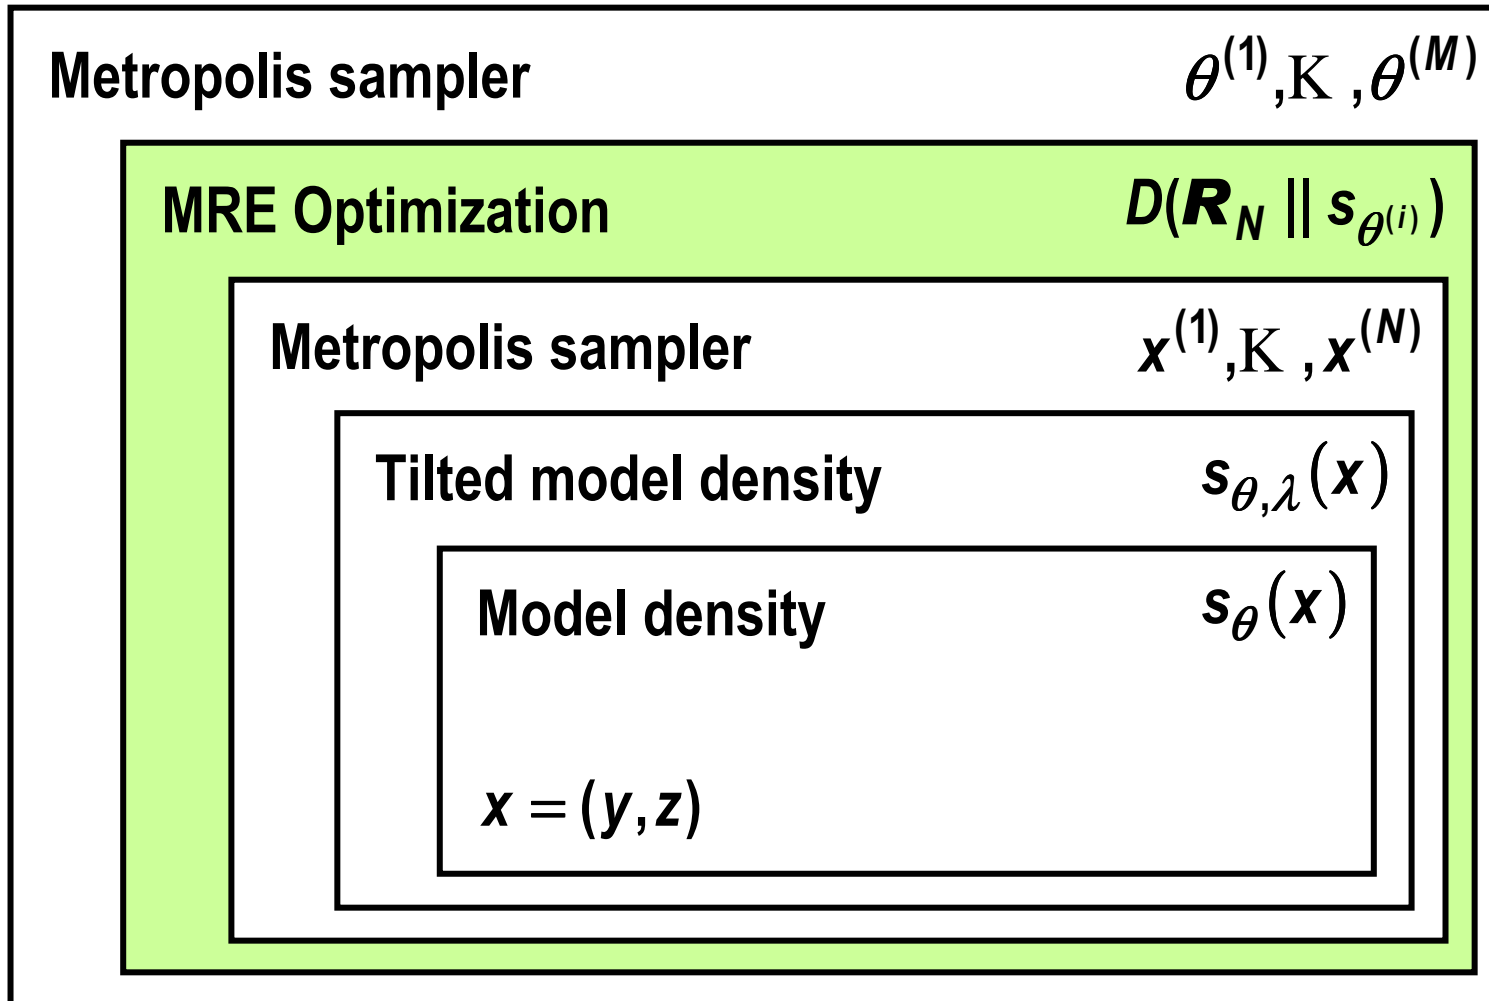 Metropolis sampler θ^(1),K ,θ^(M)
MRE Optimization D(R_N || s_θ^(i))
Metropolis sampler x^(1),K ,x^(N)
Tilted model density s_θ,λ(x)
Model density s_θ(x)
x = (y,z)